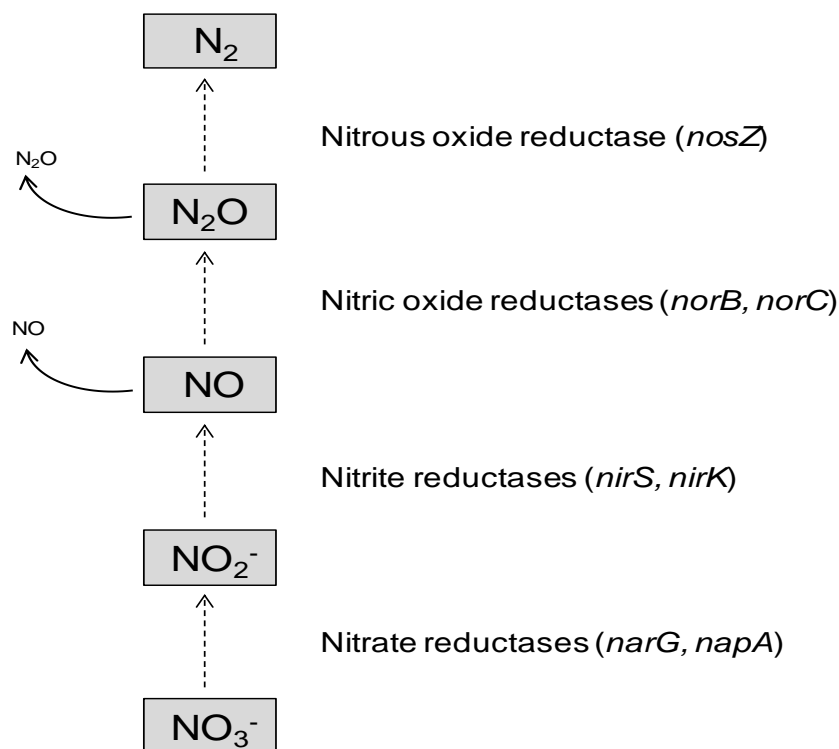 N₂
Nitrous oxide reductase (nosZ)
N₂O
N₂O
Nitric oxide reductases (norB, norC)
NO
NO
Nitrite reductases (nirS, nirK)
NO₂⁻
Nitrate reductases (narG, napA)
NO₃⁻